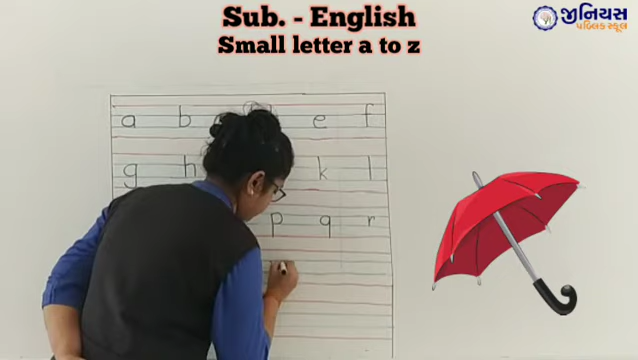 Sub. - English
Small letter a to z
જીનિયસ
પબ્લિક સ્કૂલ
a b e f
g h k l
p q r